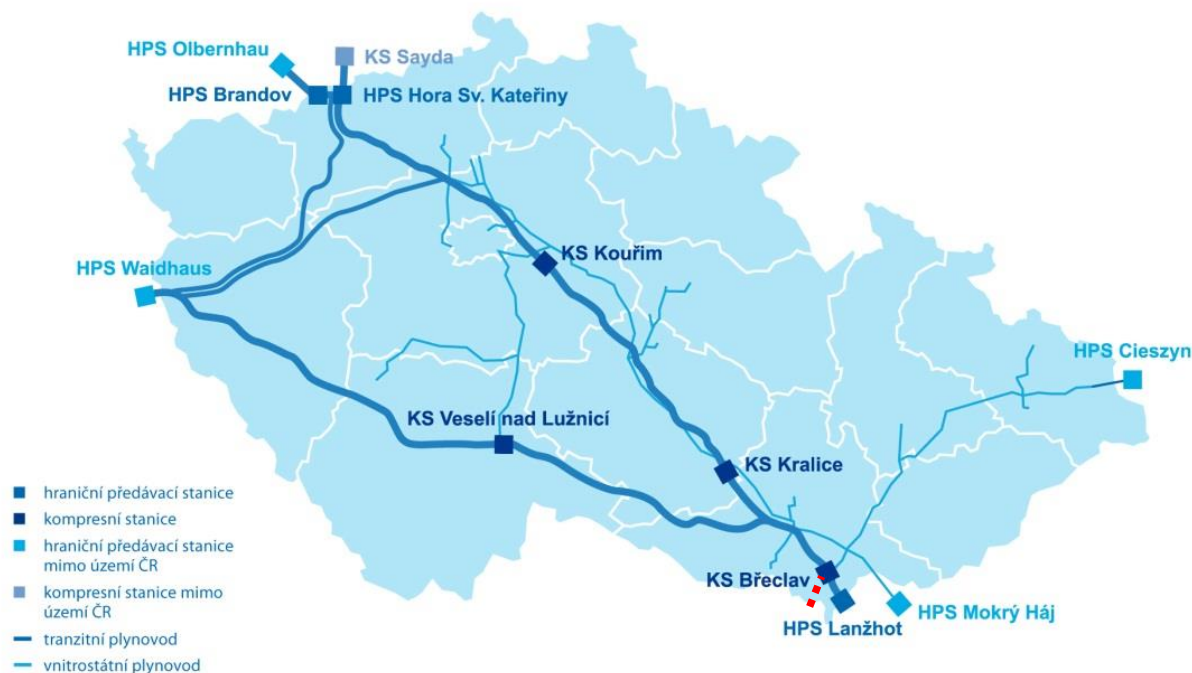 HPS Olbernhau
KS Sayda
HPS Brandov
HPS Hora Sv. Kateřiny
KS Kouřim
HPS Waidhaus
HPS Cieszyn
KS Veselí nad Lužnicí
KS Kralice
KS Břeclav
HPS Mokrý Háj
HPS Lanžhot
hraniční předávací stanice
kompresní stanice
hraniční předávací stanice
mimo území ČR
kompresní stanice mimo
území ČR
tranzitní plynovod
vnitrostátní plynovod